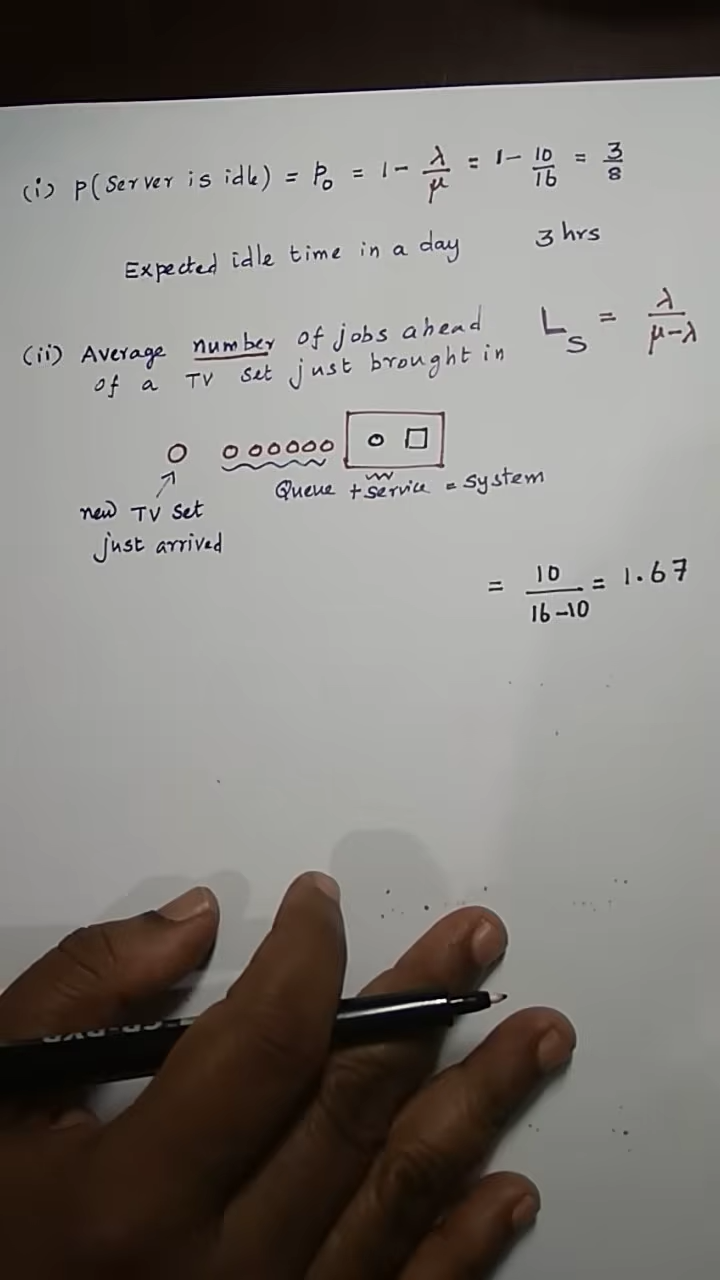 (i) P(Server is idle) = P₀ = 1 - λ/μ = 1 - 10/16 = 3/8
Expected idle time in a day 3 hrs
(ii) Average number of jobs ahead
of a TV set just brought in
L_S = λ/(μ-λ)
Queue + service = system
new TV set
just arrived
= 10/(16-10) = 1.67